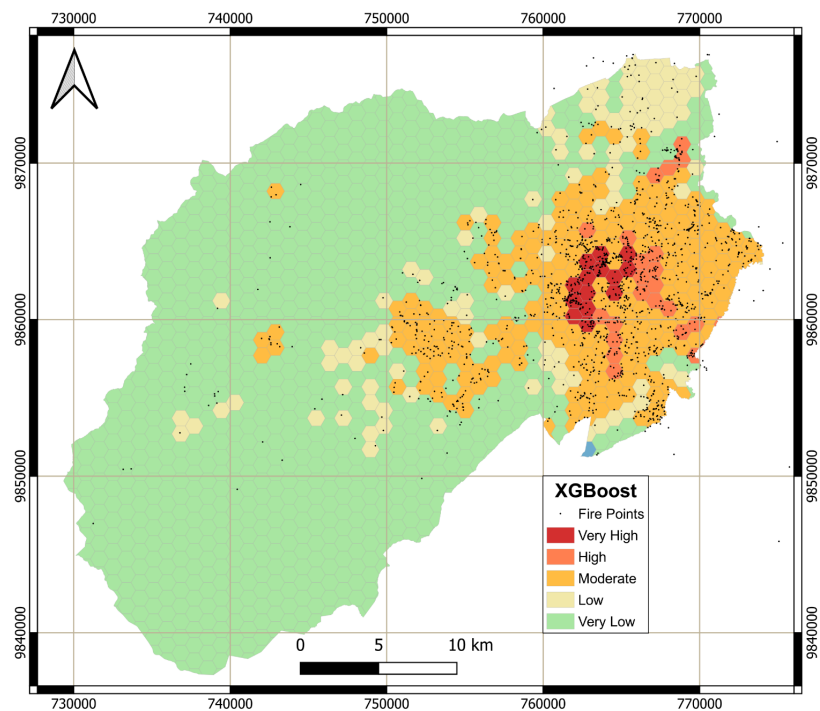 730000 740000 750000 760000 770000
9870000 9870000
9860000 9860000
9850000 9850000
XGBoost
Fire Points
Very High
High
Moderate
Low
Very Low
9840000 9840000
0 5 10 km
730000 740000 750000 760000 770000